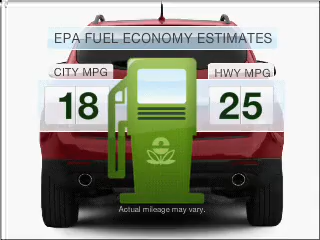 EPA FUEL ECONOMY ESTIMATES
CITY MPG
HWY MPG
18
25
Actual mileage may vary.